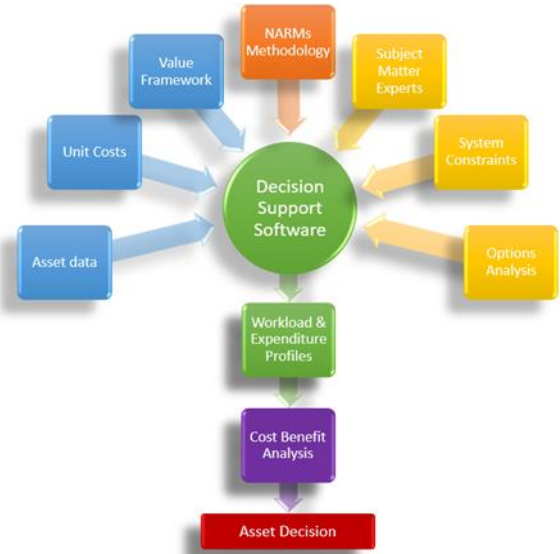 NARMs
Methodology
Value
Framework
Subject
Matter
Experts
Unit Costs
System
Constraints
Decision
Support
Software
Asset data
Options
Analysis
Workload &
Expenditure
Profiles
Cost Benefit
Analysis
Asset Decision